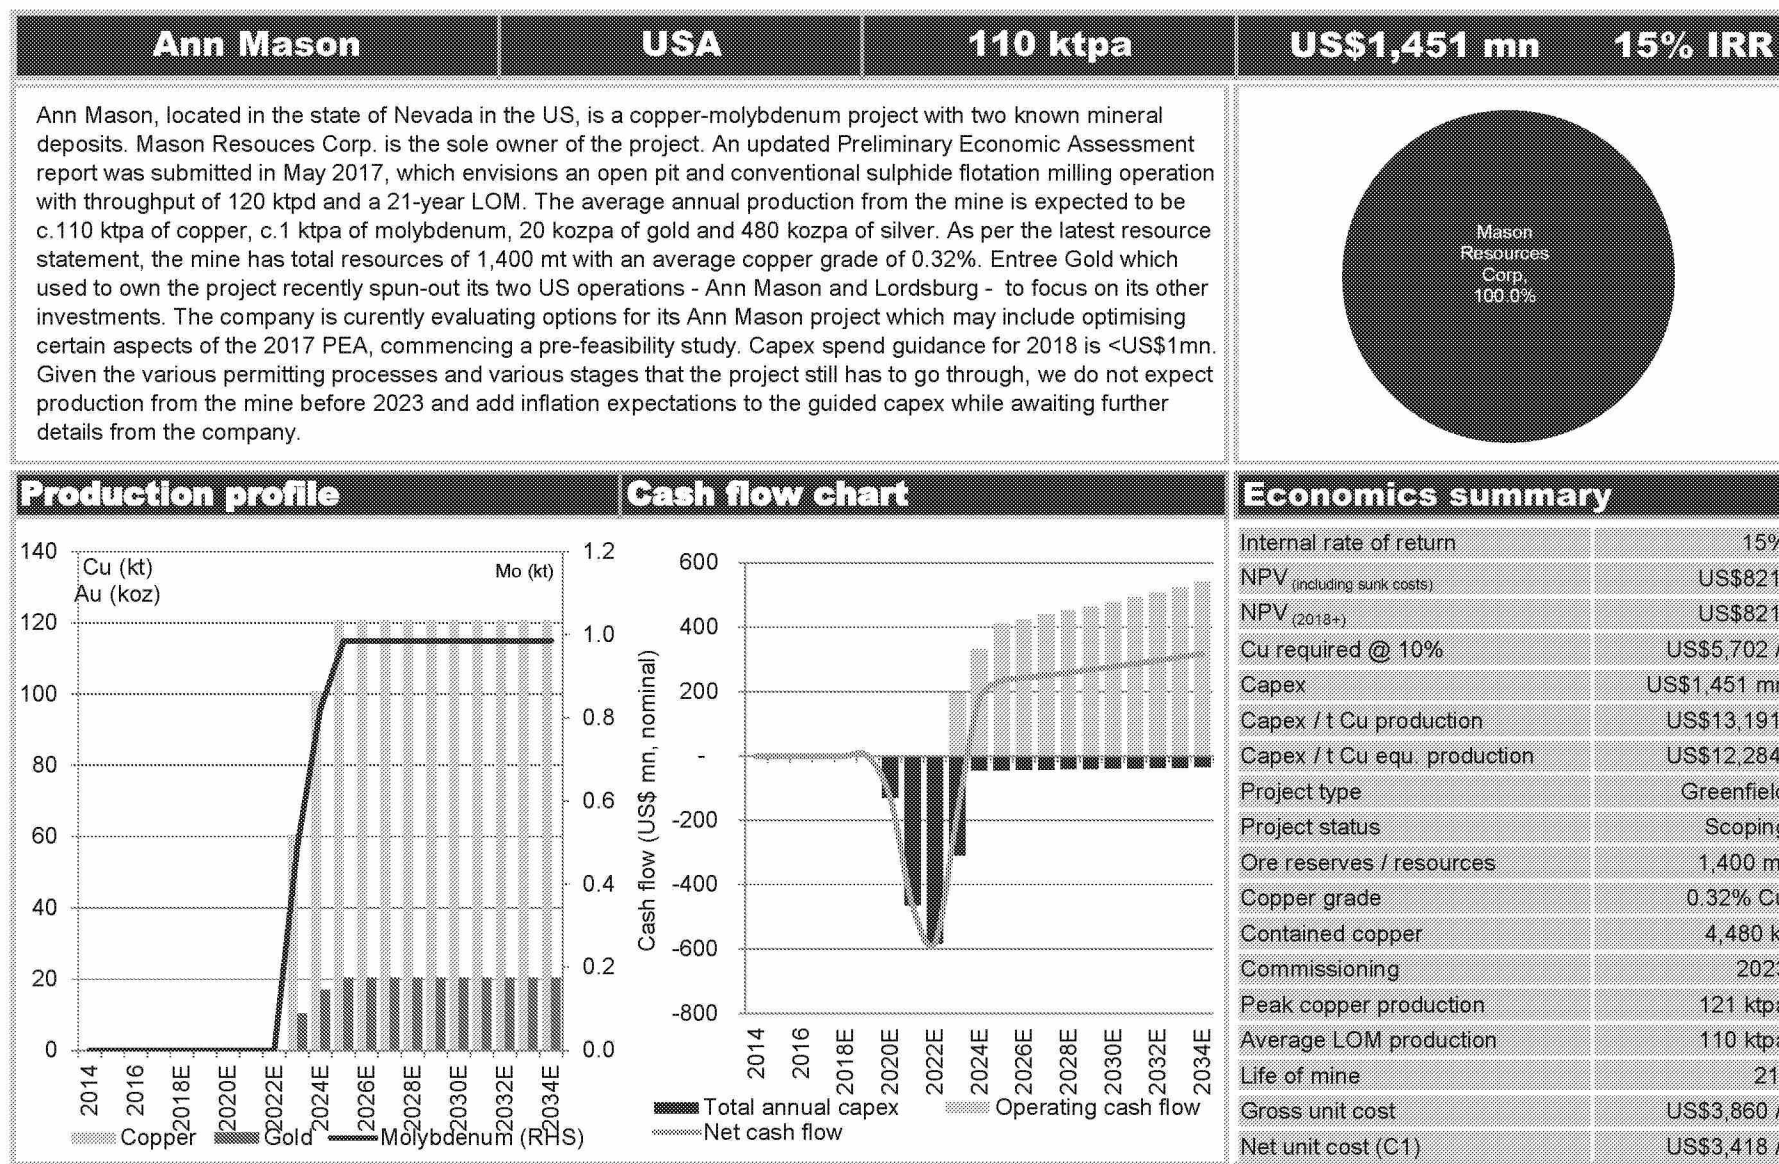 Ann Mason USA 110 ktpa US$1,451 mn 15% IRR
Ann Mason, located in the state of Nevada in the US, is a copper-molybdenum project with two known mineral
deposits. Mason Resouces Corp. is the sole owner of the project. An updated Preliminary Economic Assessment
report was submitted in May 2017, which envisions an open pit and conventional sulphide flotation milling operation
with throughput of 120 ktpd and a 21-year LOM. The average annual production from the mine is expected to be
c.110 ktpa of copper, c.1 ktpa of molybdenum, 20 kozpa of gold and 480 kozpa of silver. As per the latest resource
statement, the mine has total resources of 1,400 mt with an average copper grade of 0.32%. Entree Gold which
used to own the project recently spun-out its two US operations - Ann Mason and Lordsburg - to focus on its other
investments. The company is curently evaluating options for its Ann Mason project which may include optimising
certain aspects of the 2017 PEA, commencing a pre-feasibility study. Capex spend guidance for 2018 is <US$1mn.
Given the various permitting processes and various stages that the project still has to go through, we do not expect
production from the mine before 2023 and add inflation expectations to the guided capex while awaiting further
details from the company.
Mason
Resources
Corp,
100.0%
Production profile
140
120
100
80
60
40
20
0
Cu (kt)
Au (koz)
Mo (kt)
1.2
1.0
0.8
0.6
0.4
0.2
0.0
2014 2016 2018E 2020E 2022E 2024E 2026E 2028E 2030E 2032E 2034E
Copper Gold Molybdenum (RHS)
Cash flow chart
Cash flow (US$ mn, nominal)
600
400
200
-
-200
-400
-600
-800
2014 2016 2018E 2020E 2022E 2024E 2026E 2028E 2030E 2032E 2034E
Total annual capex Operating cash flow
Net cash flow
Economics summary
Internal rate of return 15%
NPV (including sunk costs) US$821
NPV (2018+) US$821
Cu required @ 10% US$5,702 /
Capex US$1,451 mn
Capex / t Cu production US$13,191
Capex / t Cu equ. production US$12,284
Project type Greenfield
Project status Scoping
Ore reserves / resources 1,400 m
Copper grade 0.32% Cu
Contained copper 4,480 k
Commissioning 2023
Peak copper production 121 ktpa
Average LOM production 110 ktpa
Life of mine 21
Gross unit cost US$3,860 /
Net unit cost (C1) US$3,418 /